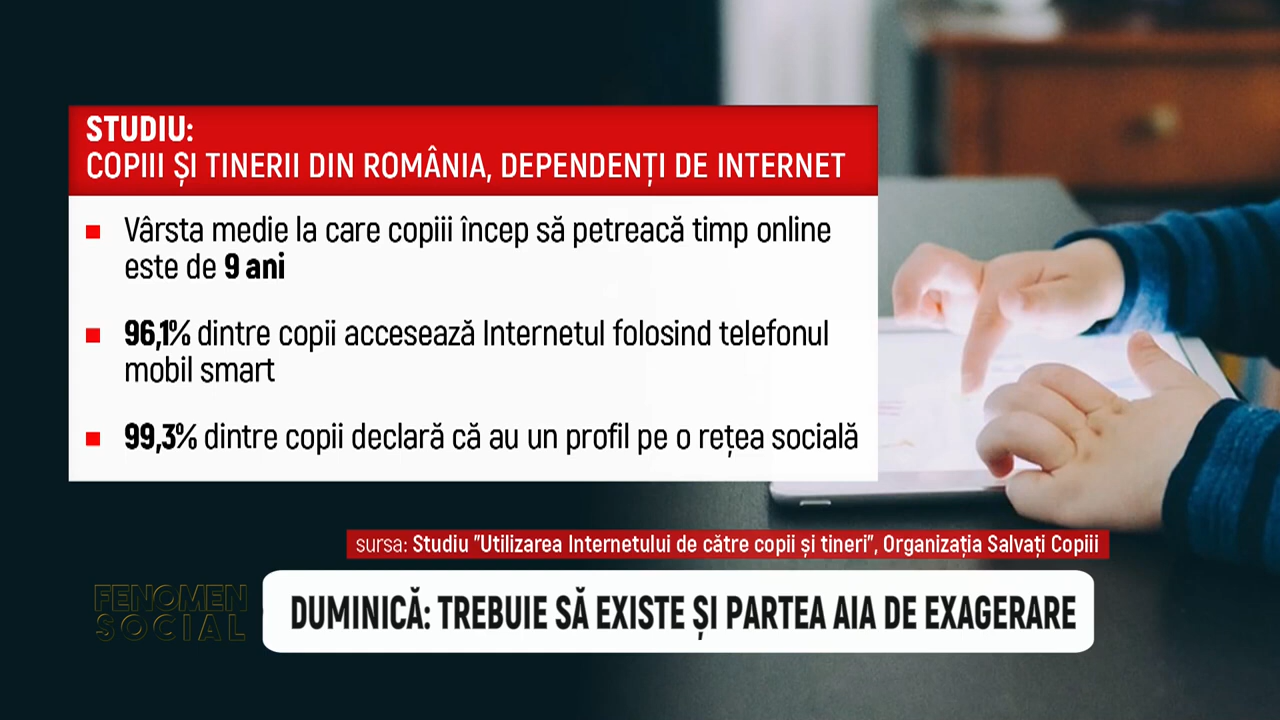 STUDIU:
COPIII ȘI TINERII DIN ROMÂNIA, DEPENDENȚI DE INTERNET
Vârsta medie la care copiii încep să petreacă timp online
este de 9 ani
96,1% dintre copii accesează Internetul folosind telefonul
mobil smart
99,3% dintre copii declară că au un profil pe o rețea socială
sursa: Studiu "Utilizarea Internetului de către copii și tineri", Organizația Salvați Copiii
FENOMEN
SOCIAL
DUMINICĂ: TREBUIE SĂ EXISTE ȘI PARTEA AIA DE EXAGERARE